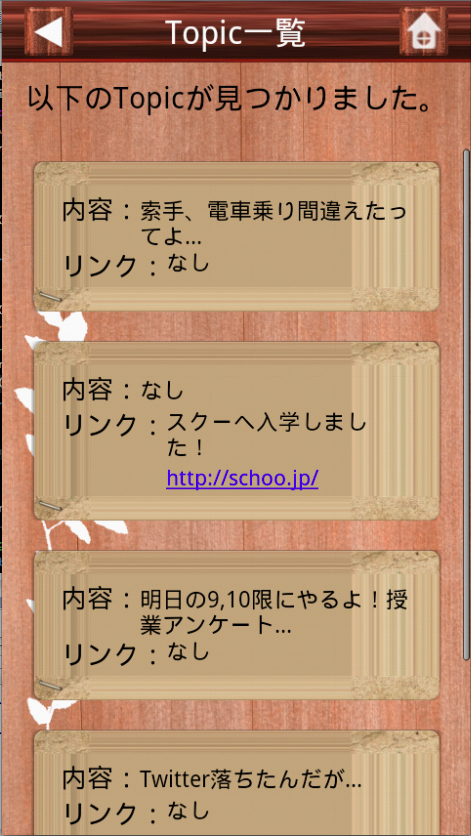 Topic一覧
以下のTopicが見つかりました。
内容：索手、電車乗り間違えたっ
てよ...
リンク：なし
内容：なし
リンク：スクーへ入学しまし
た！
http://schoo.jp/
内容：明日の9,10限にやるよ！授
業アンケート...
リンク：なし
内容：Twitter落ちたんだが...
リンク：なし